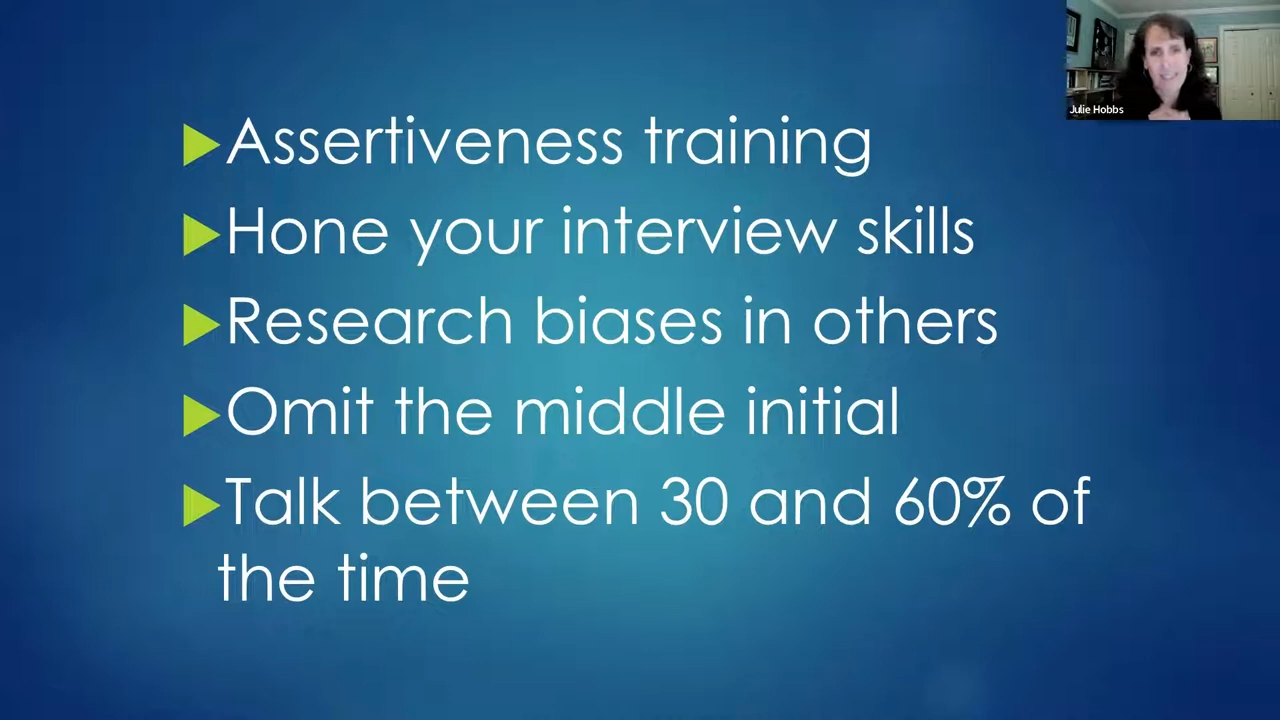 Julie Hobbs
Assertiveness training
Hone your interview skills
Research biases in others
Omit the middle initial
Talk between 30 and 60% of
the time